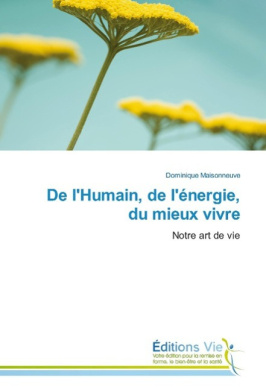 Dominique Maisonneuve
De l'Humain, de l'énergie,
du mieux vivre
Notre art de vie
Éditions Vie
Votre édition pour la remise en
forme, le bien-être et la santé